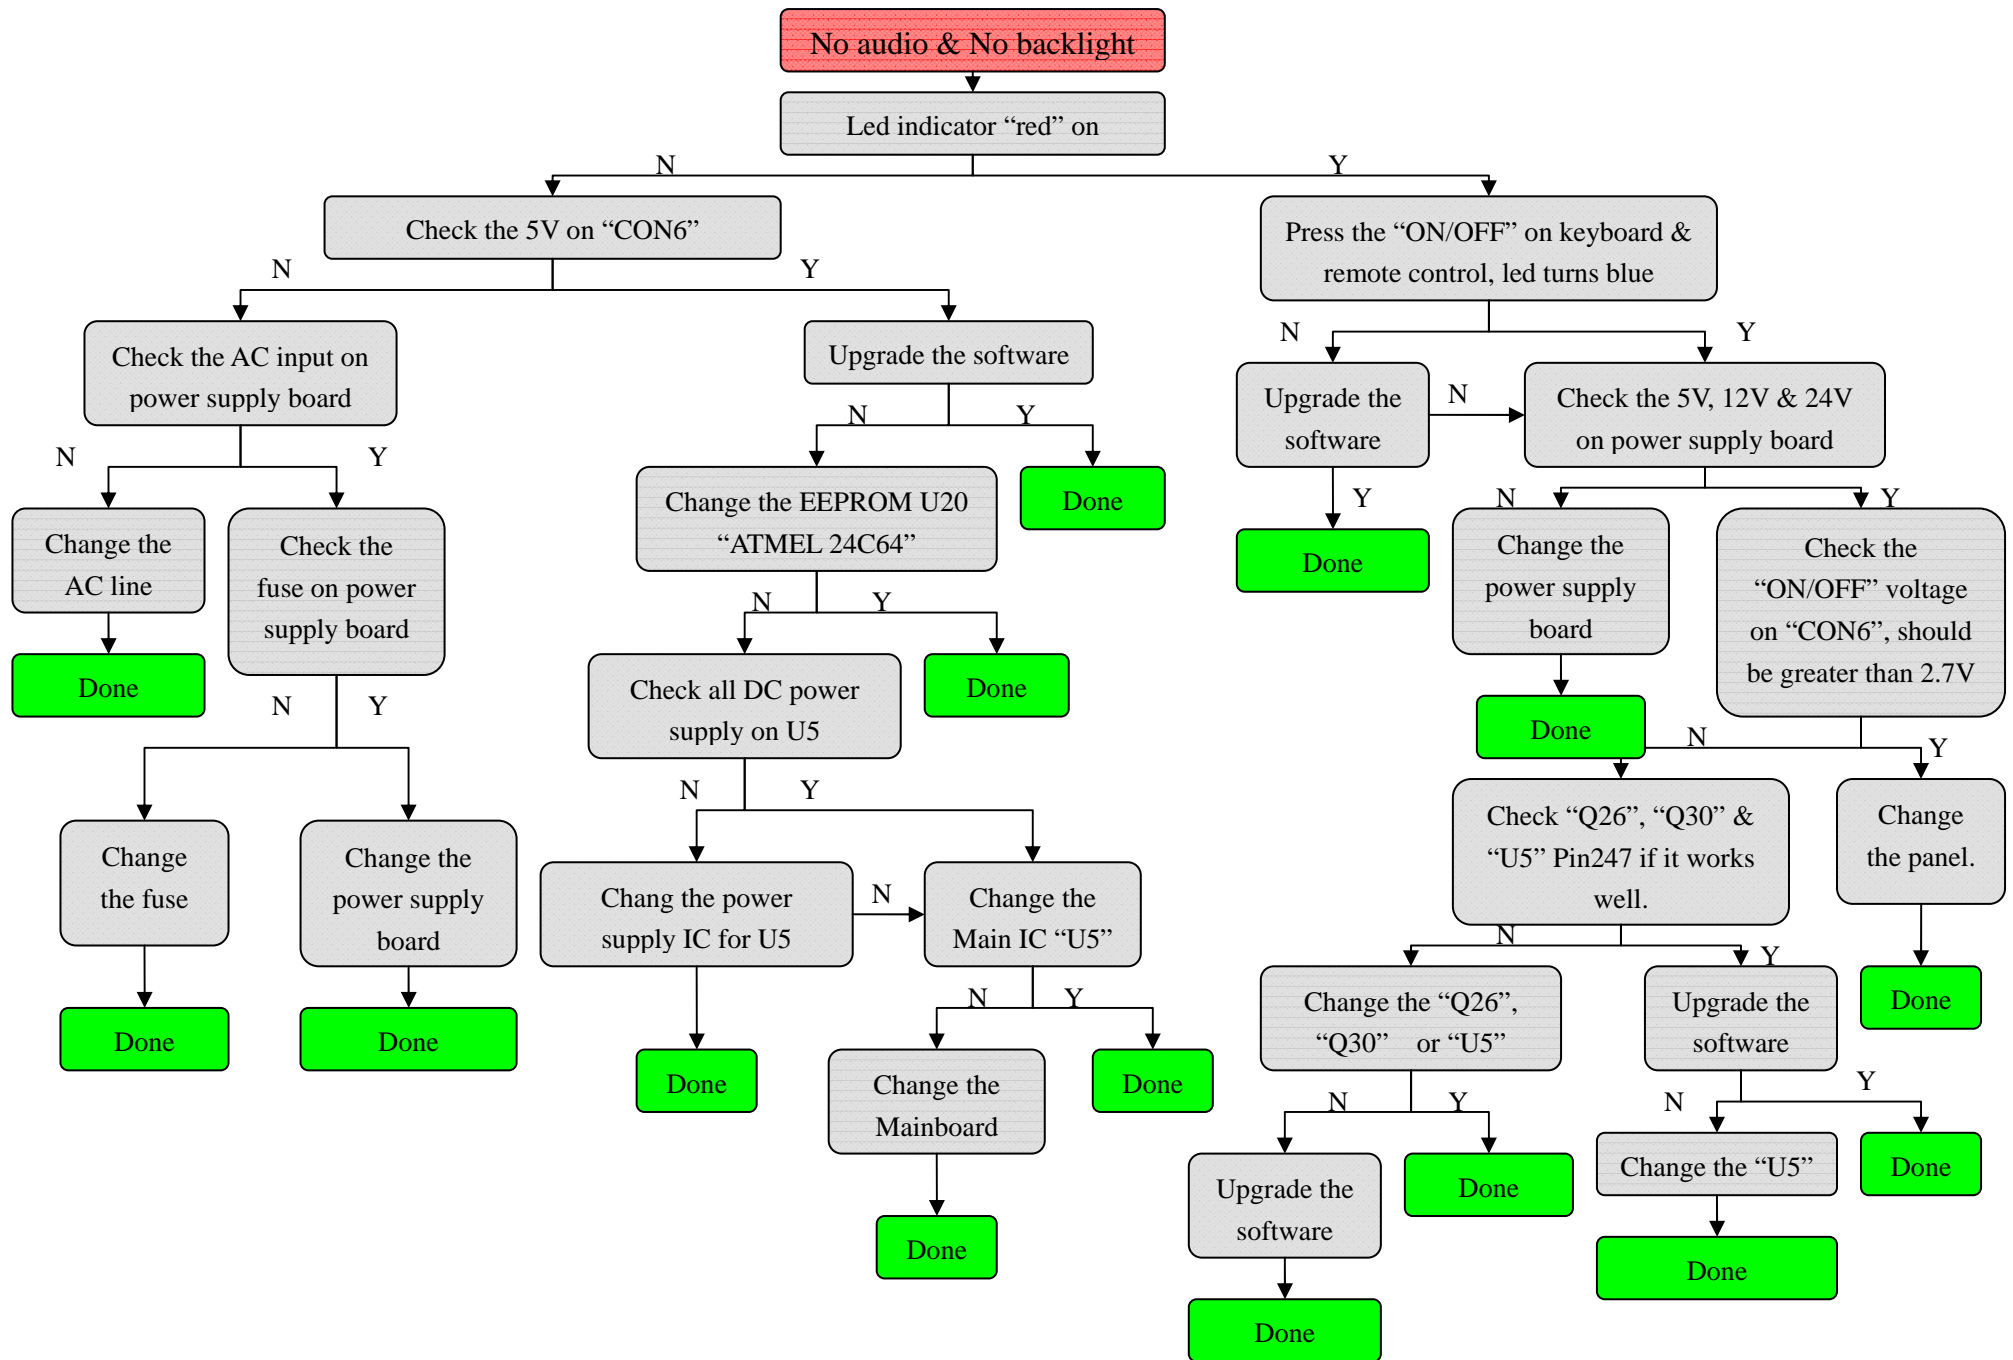 No audio & No backlight
Led indicator “red” on
N
Y
Check the 5V on “CON6”
Press the “ON/OFF” on keyboard &
remote control, led turns blue
N
Y
N
Y
Check the AC input on
power supply board
Upgrade the software
Upgrade the
software
N
Check the 5V, 12V & 24V
on power supply board
N
Y
N
Y
Y
N
Y
Change the
AC line
Check the
fuse on power
supply board
Change the EEPROM U20
“ATMEL 24C64”
Done
Done
Change the
power supply
board
Check the
“ON/OFF” voltage
on “CON6”, should
be greater than 2.7V
Done
N
Y
N
Y
Check all DC power
supply on U5
Done
Done
N
Y
N
Y
Change
the fuse
Change the
power supply
board
Chang the power
supply IC for U5
N
Change the
Main IC “U5”
Check “Q26”, “Q30” &
“U5” Pin247 if it works
well.
Change
the panel.
N
Y
N
Y
Done
Done
Done
Change the
Mainboard
Done
Change the “Q26”,
“Q30” or “U5”
Upgrade the
software
Done
N
Y
N
Y
Done
Upgrade the
software
Done
Change the “U5”
Done
Done
Done